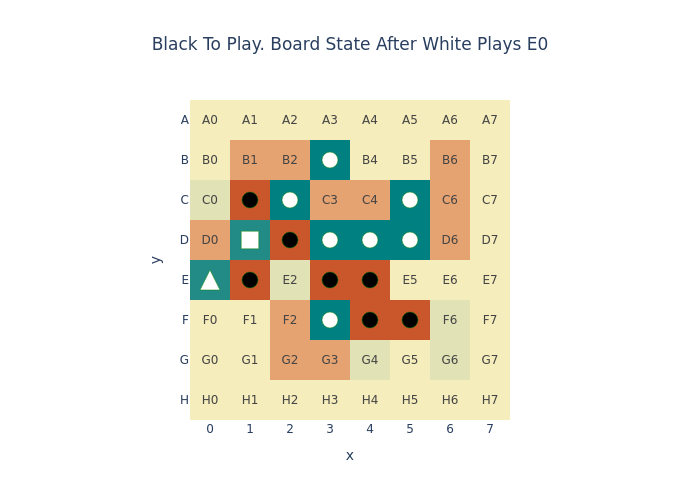 Black To Play. Board State After White Plays E0
A A0 A1 A2 A3 A4 A5 A6 A7
B B0 B1 B2 B4 B5 B6 B7
C C0 C3 C4 C6 C7
D D0 D6 D7
E E2 E5 E6 E7
F F0 F1 F2 F6 F7
G G0 G1 G2 G3 G4 G5 G6 G7
H H0 H1 H2 H3 H4 H5 H6 H7
0 1 2 3 4 5 6 7
x
y